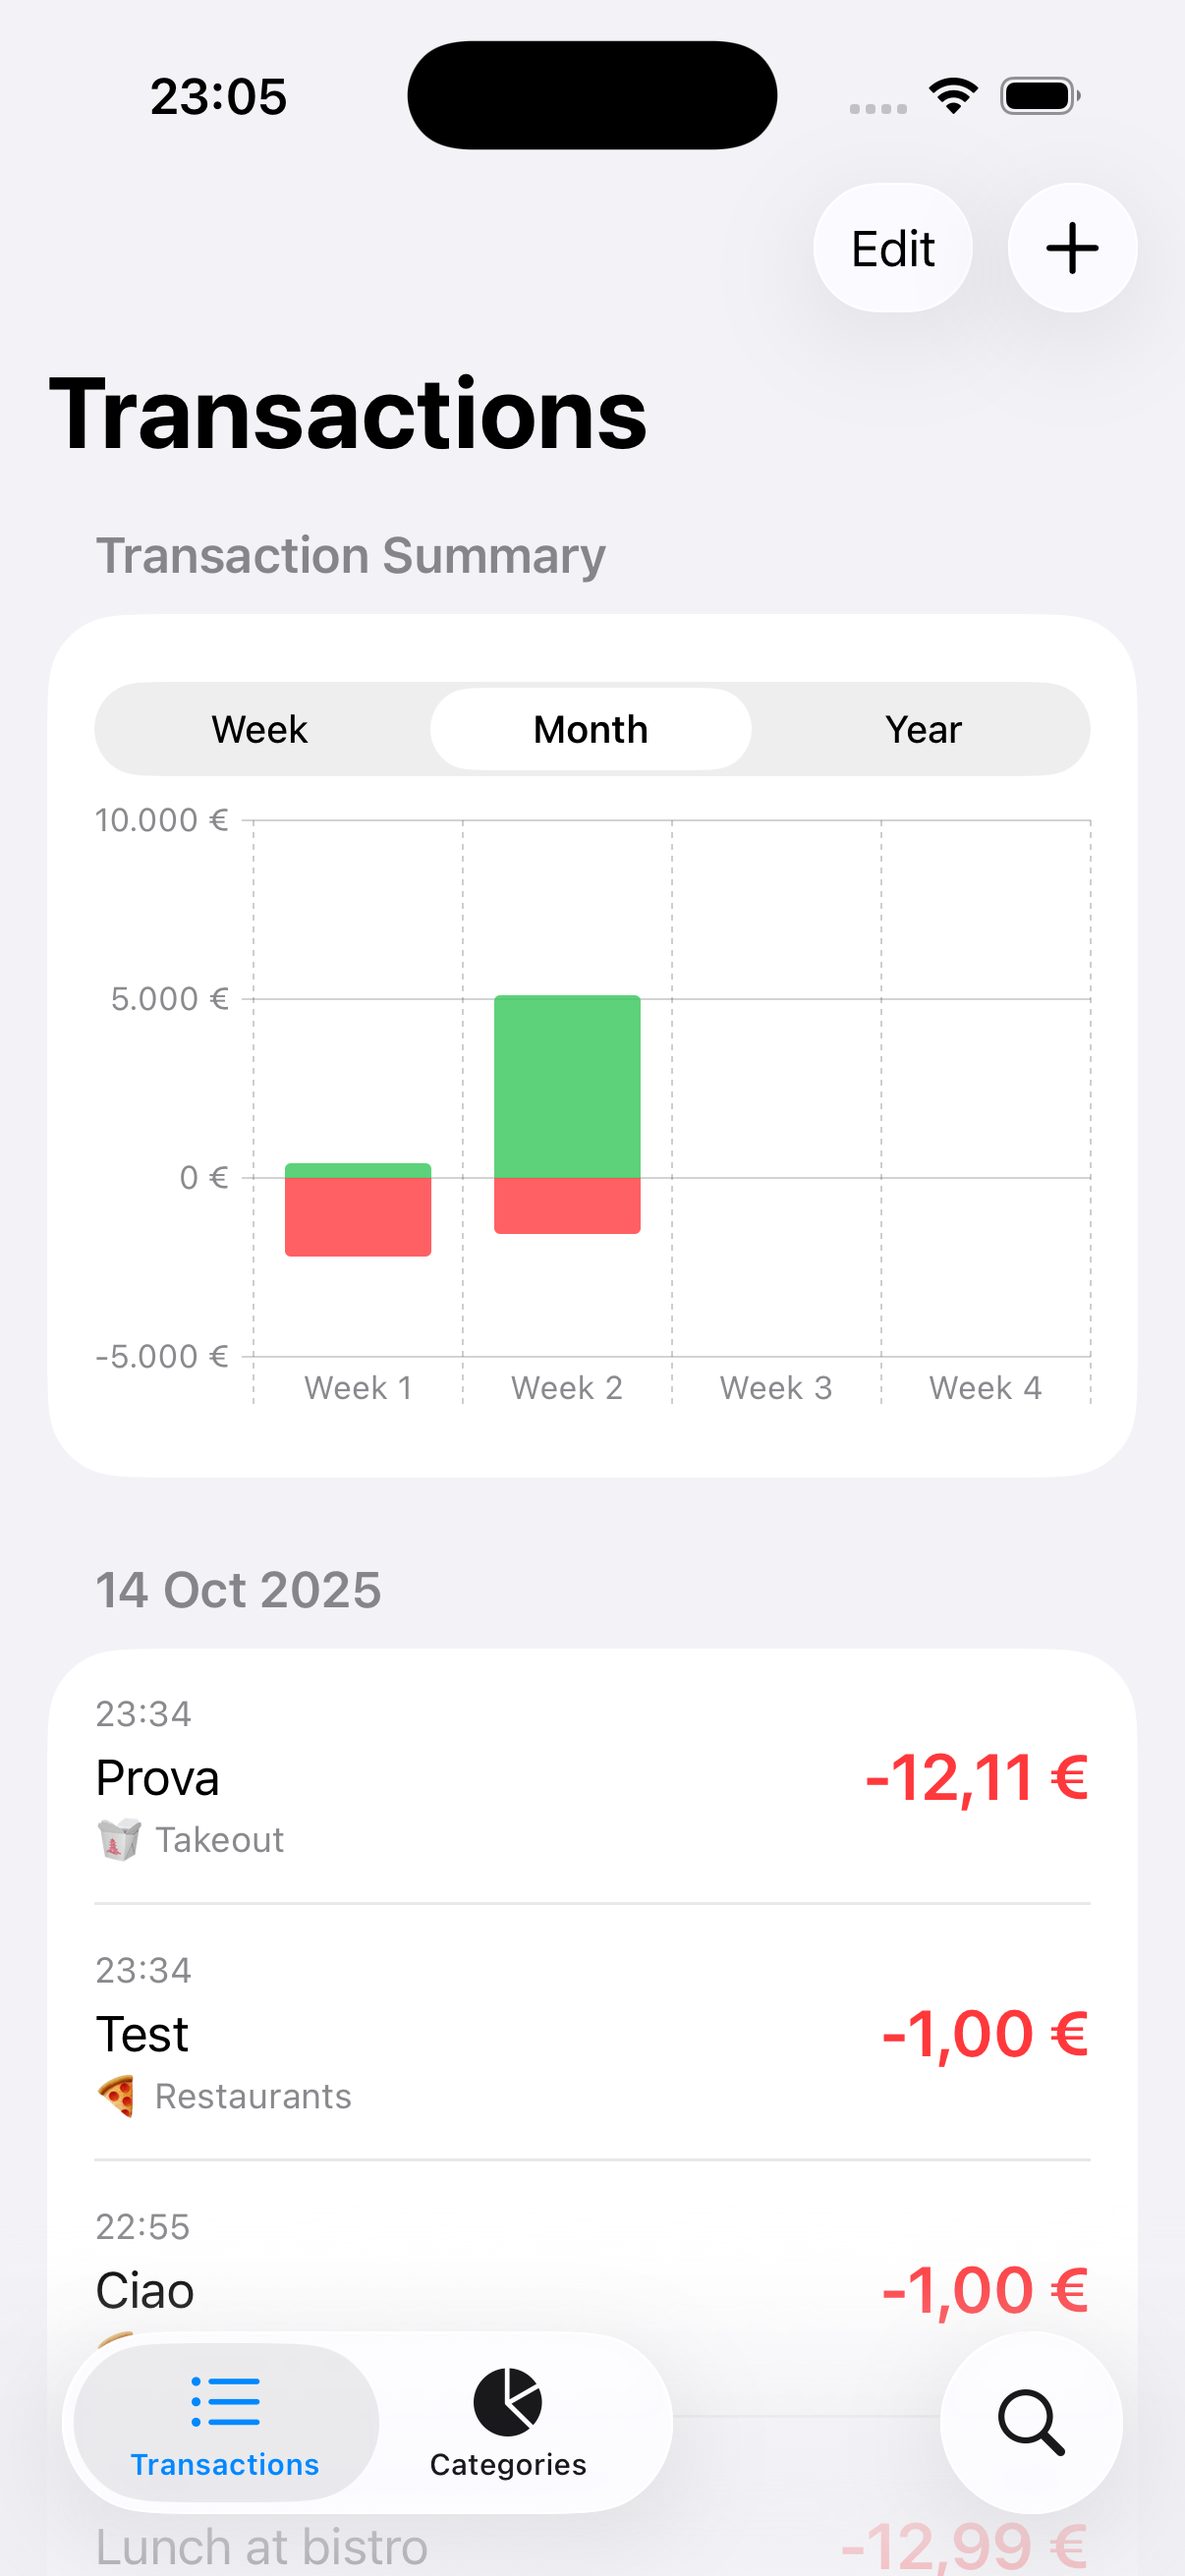 23:05
Edit
Transactions
Transaction Summary
Week Month Year
10.000 €
5.000 €
0 €
-5.000 €
Week 1 Week 2 Week 3 Week 4
14 Oct 2025
23:34
Prova -12,11 €
Takeout
23:34
Test -1,00 €
Restaurants
22:55
Ciao -1,00 €
Transactions Categories
Lunch at bistro -12,99 €